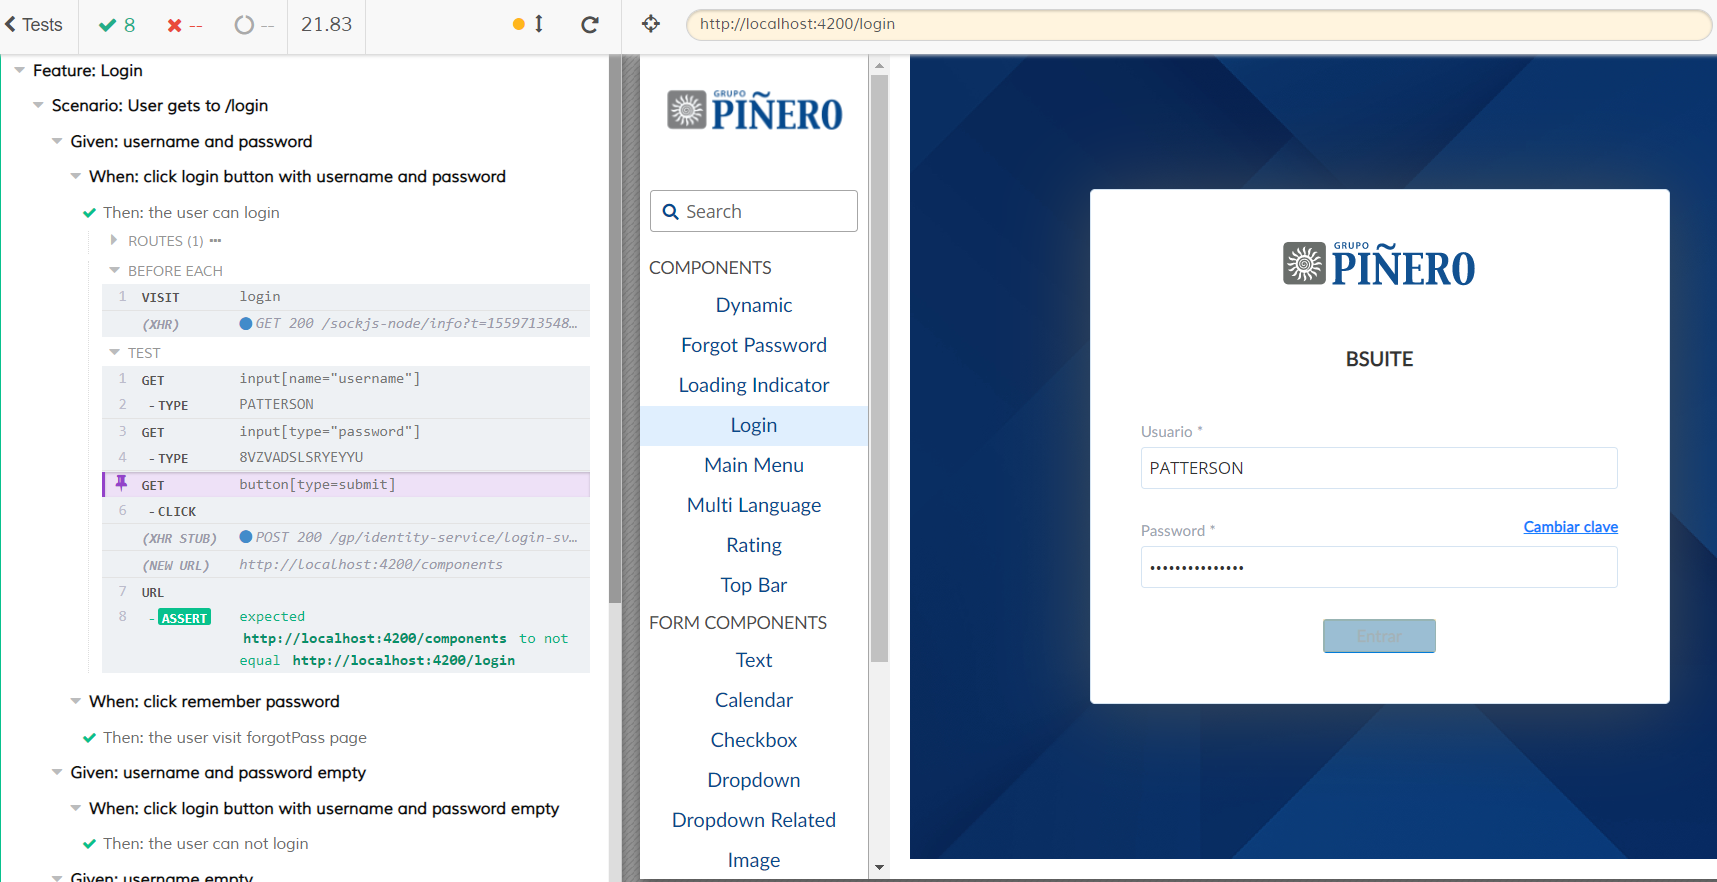 Tests 8 -- -- 21.83 http://localhost:4200/login
Feature: Login
Scenario: User gets to /login
Given: username and password
When: click login button with username and password
Then: the user can login
ROUTES (1)
BEFORE EACH
1 VISIT login
(XHR) GET 200 /sockjs-node/info?t=1559713548...
TEST
1 GET input[name="username"]
2 - TYPE PATTERSON
3 GET input[type="password"]
4 - TYPE 8VZVADSLSRYEYYU
GET button[type=submit]
6 - CLICK
(XHR STUB) POST 200 /gp/identity-service/login-sv...
(NEW URL) http://localhost:4200/components
7 URL
8 - ASSERT expected
http://localhost:4200/components to not
equal http://localhost:4200/login
When: click remember password
Then: the user visit forgotPass page
Given: username and password empty
When: click login button with username and password empty
Then: the user can not login
Given: username empty
GRUPO
PIÑERO
Search
COMPONENTS
Dynamic
Forgot Password
Loading Indicator
Login
Main Menu
Multi Language
Rating
Top Bar
FORM COMPONENTS
Text
Calendar
Checkbox
Dropdown
Dropdown Related
Image
GRUPO
PIÑERO
BSUITE
Usuario *
PATTERSON
Password * Cambiar clave
•••••••••••••••
Entrar